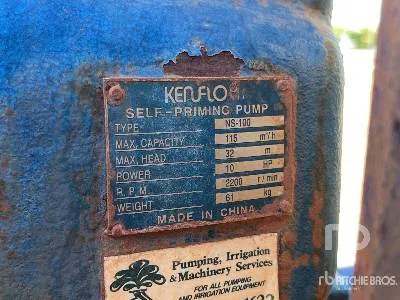 KENFLO
SELF-PRIMING PUMP
TYPE NS-100
MAX. CAPACITY 115 m³/h
MAX. HEAD 32 m
POWER 10 HP
R.P.M 2200 r/min
WEIGHT 61 kg
MADE IN CHINA
Pumping, Irrigation
& Machinery Services
FOR ALL PUMPING
AND IRRIGATION EQUIPMENT
RITCHIE BROS.